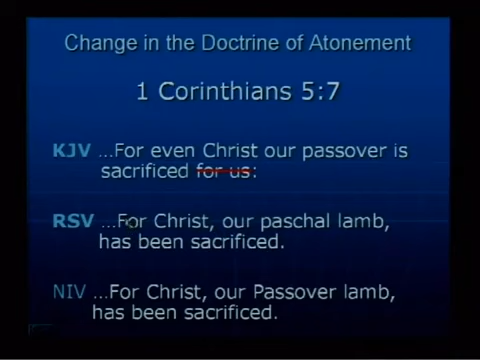 Change in the Doctrine of Atonement
1 Corinthians 5:7
KJV ...For even Christ our passover is
sacrificed for us:
RSV ...For Christ, our paschal lamb,
has been sacrificed.
NIV ...For Christ, our Passover lamb,
has been sacrificed.